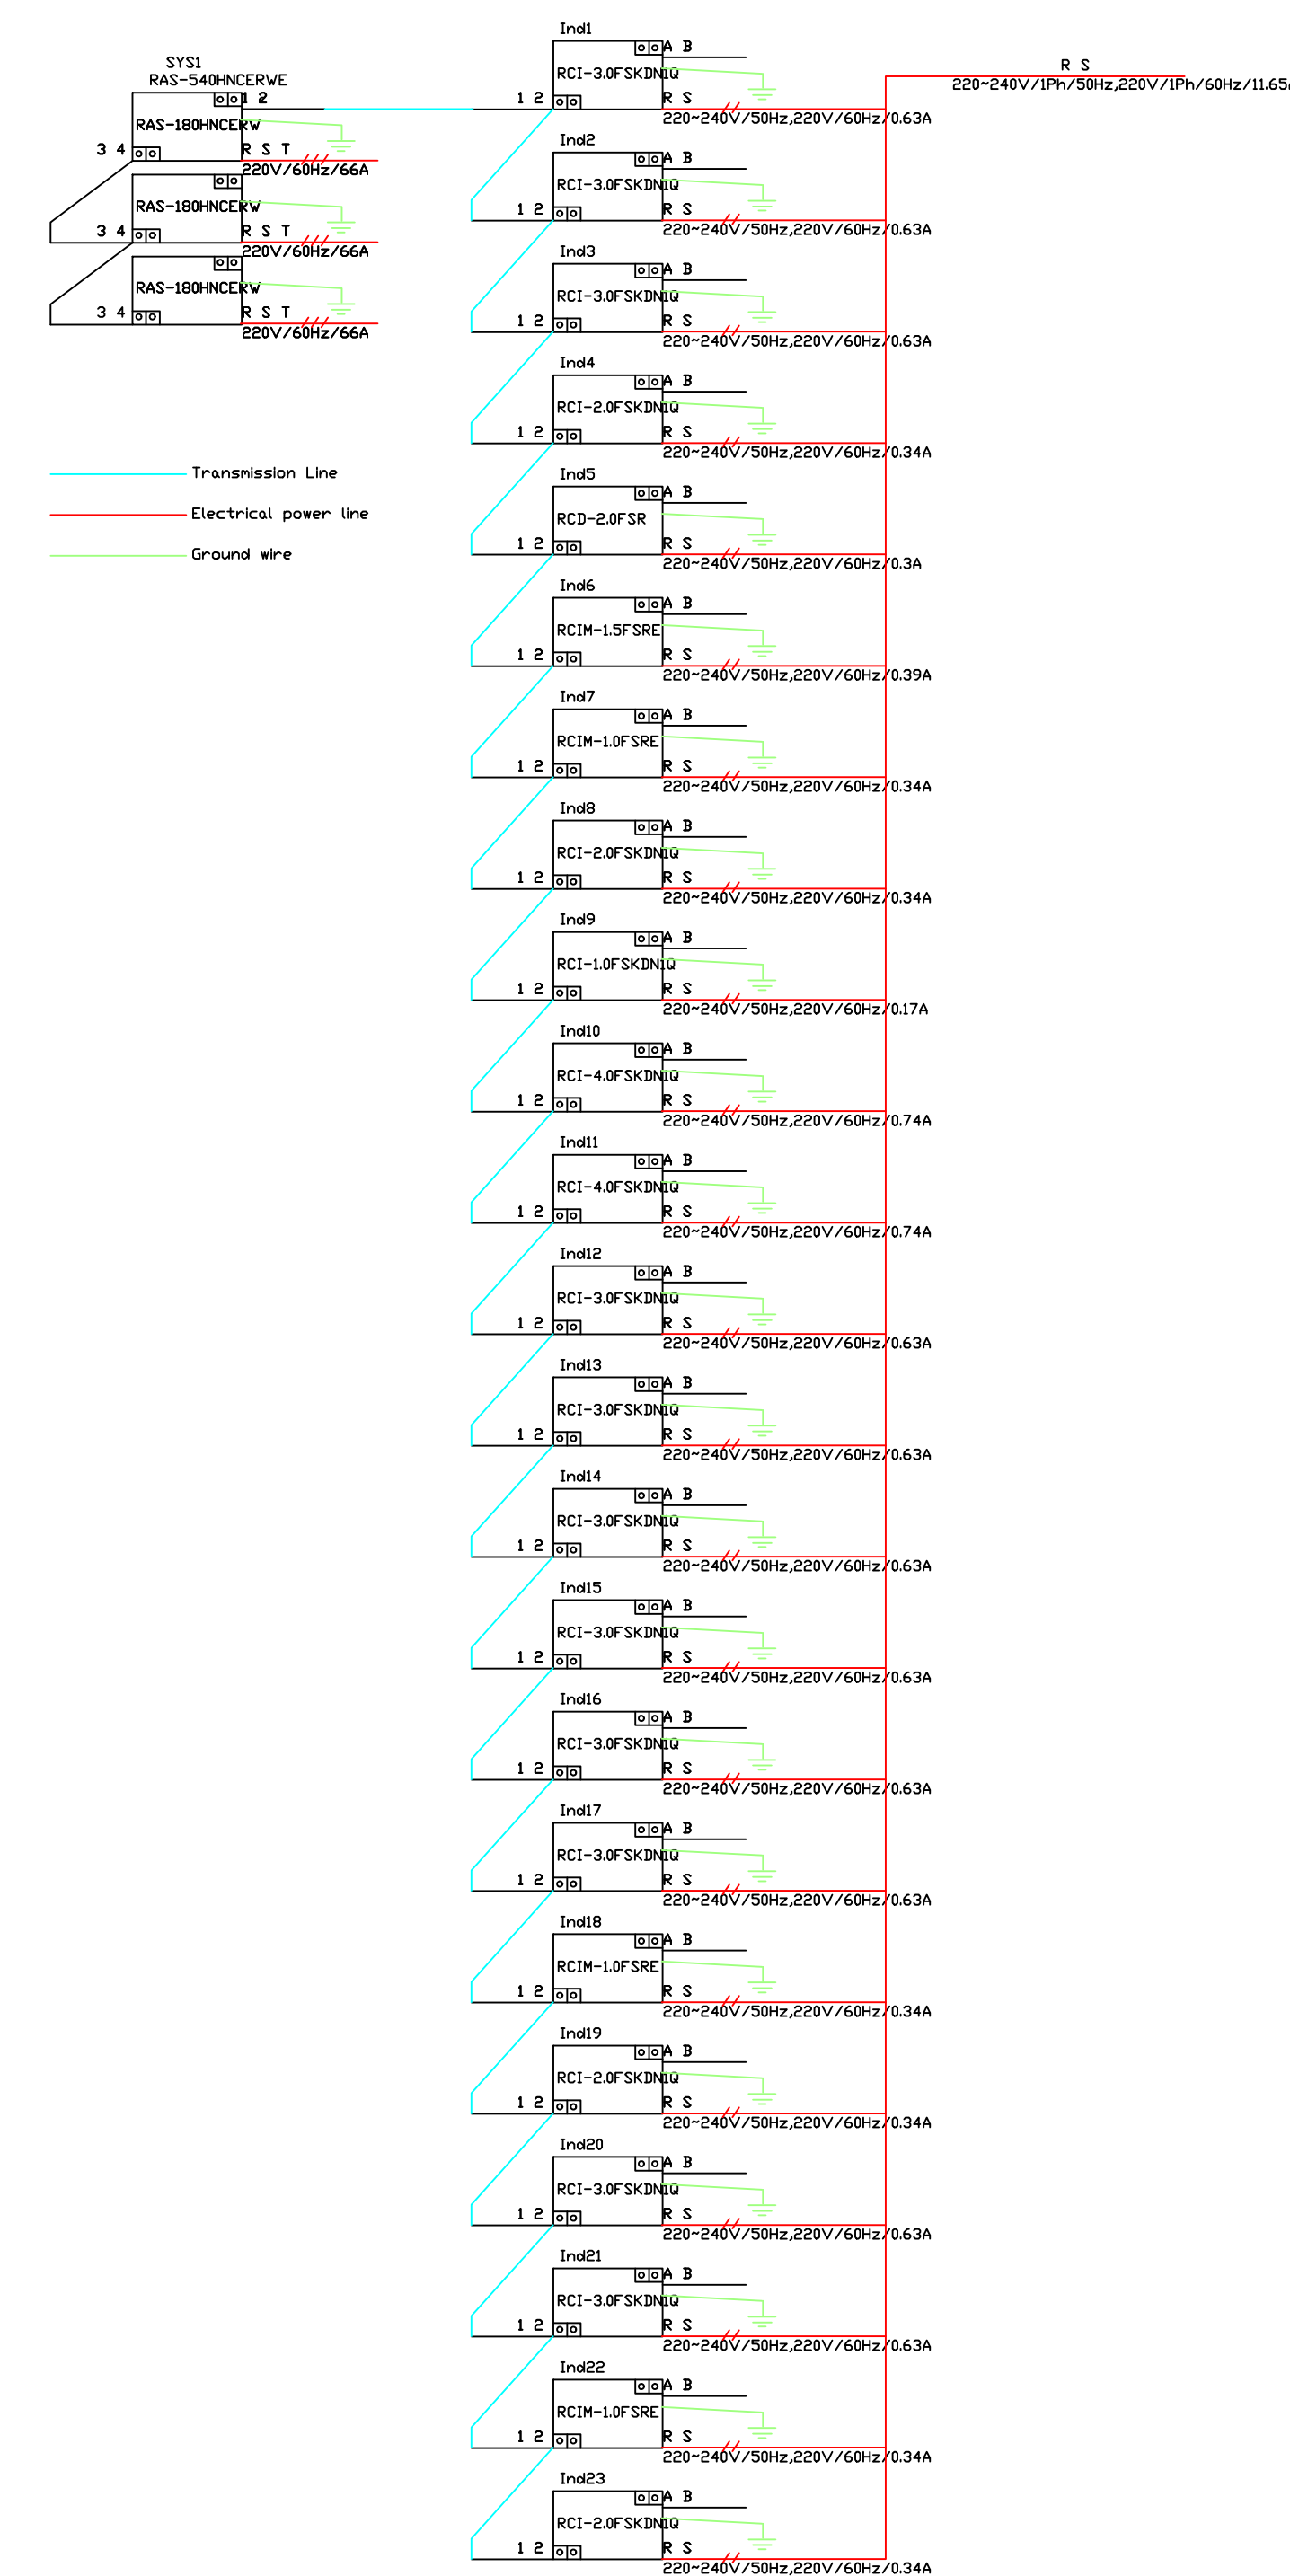 SYS1
RAS-540HNCERWE
1 2
RAS-180HNCERW
3 4
R S T
220V/60Hz/66A
RAS-180HNCERW
3 4
R S T
220V/60Hz/66A
RAS-180HNCERW
3 4
R S T
220V/60Hz/66A
Transmission Line
Electrical power line
Ground wire
R S
220~240V/1Ph/50Hz,220V/1Ph/60Hz/11.65
Ind1
A B
RCI-3.0FSKDN1Q
1 2
R S
220~240V/50Hz,220V/60Hz/0.63A
Ind2
A B
RCI-3.0FSKDN1Q
1 2
R S
220~240V/50Hz,220V/60Hz/0.63A
Ind3
A B
RCI-3.0FSKDN1Q
1 2
R S
220~240V/50Hz,220V/60Hz/0.63A
Ind4
A B
RCI-2.0FSKDN1Q
1 2
R S
220~240V/50Hz,220V/60Hz/0.34A
Ind5
A B
RCD-2.0FSR
1 2
R S
220~240V/50Hz,220V/60Hz/0.3A
Ind6
A B
RCIM-1.5FSRE
1 2
R S
220~240V/50Hz,220V/60Hz/0.39A
Ind7
A B
RCIM-1.0FSRE
1 2
R S
220~240V/50Hz,220V/60Hz/0.34A
Ind8
A B
RCI-2.0FSKDN1Q
1 2
R S
220~240V/50Hz,220V/60Hz/0.34A
Ind9
A B
RCI-1.0FSKDN1Q
1 2
R S
220~240V/50Hz,220V/60Hz/0.17A
Ind10
A B
RCI-4.0FSKDN1Q
1 2
R S
220~240V/50Hz,220V/60Hz/0.74A
Ind11
A B
RCI-4.0FSKDN1Q
1 2
R S
220~240V/50Hz,220V/60Hz/0.74A
Ind12
A B
RCI-3.0FSKDN1Q
1 2
R S
220~240V/50Hz,220V/60Hz/0.63A
Ind13
A B
RCI-3.0FSKDN1Q
1 2
R S
220~240V/50Hz,220V/60Hz/0.63A
Ind14
A B
RCI-3.0FSKDN1Q
1 2
R S
220~240V/50Hz,220V/60Hz/0.63A
Ind15
A B
RCI-3.0FSKDN1Q
1 2
R S
220~240V/50Hz,220V/60Hz/0.63A
Ind16
A B
RCI-3.0FSKDN1Q
1 2
R S
220~240V/50Hz,220V/60Hz/0.63A
Ind17
A B
RCI-3.0FSKDN1Q
1 2
R S
220~240V/50Hz,220V/60Hz/0.63A
Ind18
A B
RCIM-1.0FSRE
1 2
R S
220~240V/50Hz,220V/60Hz/0.34A
Ind19
A B
RCI-2.0FSKDN1Q
1 2
R S
220~240V/50Hz,220V/60Hz/0.34A
Ind20
A B
RCI-3.0FSKDN1Q
1 2
R S
220~240V/50Hz,220V/60Hz/0.63A
Ind21
A B
RCI-3.0FSKDN1Q
1 2
R S
220~240V/50Hz,220V/60Hz/0.63A
Ind22
A B
RCIM-1.0FSRE
1 2
R S
220~240V/50Hz,220V/60Hz/0.34A
Ind23
A B
RCI-2.0FSKDN1Q
1 2
R S
220~240V/50Hz,220V/60Hz/0.34A